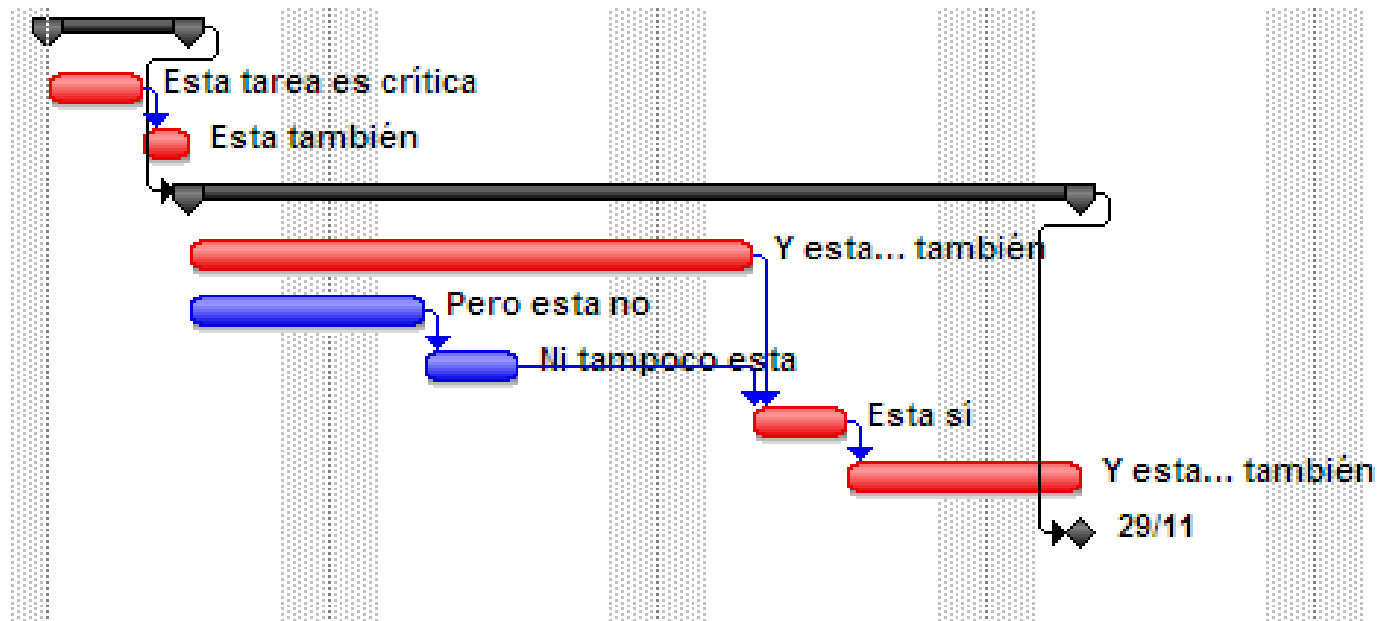 Esta tarea es crítica
Esta también
Y esta... también
Pero esta no
Ni tampoco esta
Esta sí
Y esta... también
29/11